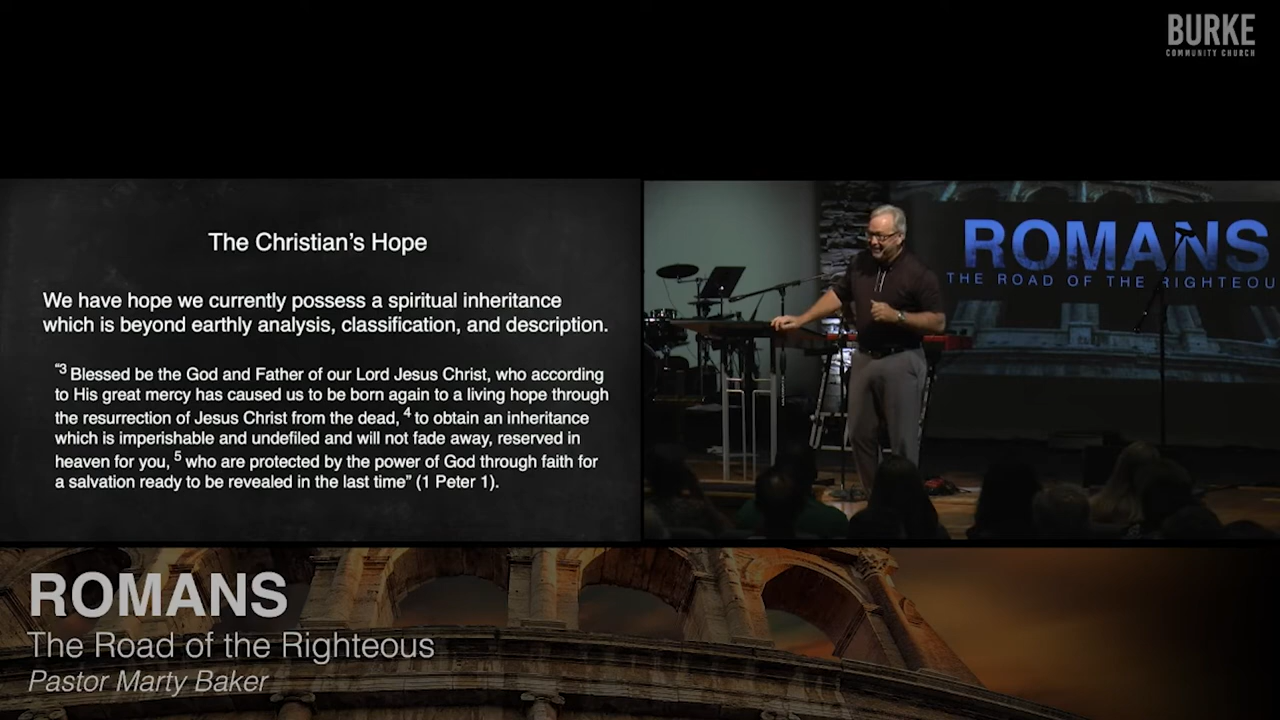 BURKE
COMMUNITY CHURCH
The Christian’s Hope
We have hope we currently possess a spiritual inheritance
which is beyond earthly analysis, classification, and description.
“3 Blessed be the God and Father of our Lord Jesus Christ, who according
to His great mercy has caused us to be born again to a living hope through
the resurrection of Jesus Christ from the dead, 4 to obtain an inheritance
which is imperishable and undefiled and will not fade away, reserved in
heaven for you, 5 who are protected by the power of God through faith for
a salvation ready to be revealed in the last time” (1 Peter 1).
ROMANS
THE ROAD OF THE RIGHTEOU
ROMANS
The Road of the Righteous
Pastor Marty Baker